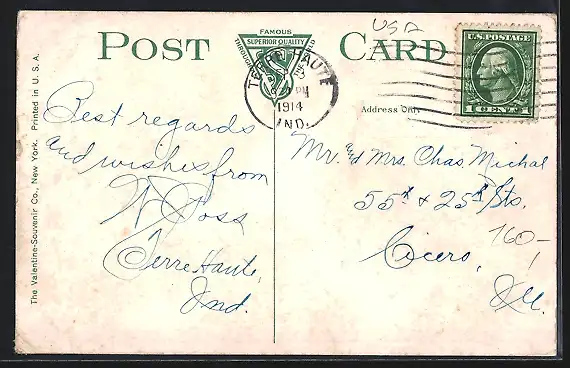 POST CARD
FAMOUS
SUPERIOR QUALITY
USA
U.S. POSTAGE
1 CENT 1
TERRE HAUTE
PM
1914
IND.
Address Only
The Valentine-Souvenir Co., New York. Printed in U. S. A.
Best regards
and wishes from
Terre Haute,
Ind.
Mr. and Mrs. Chas Michal
55th & 25th Sts.
Cicero,
Ill.
160-